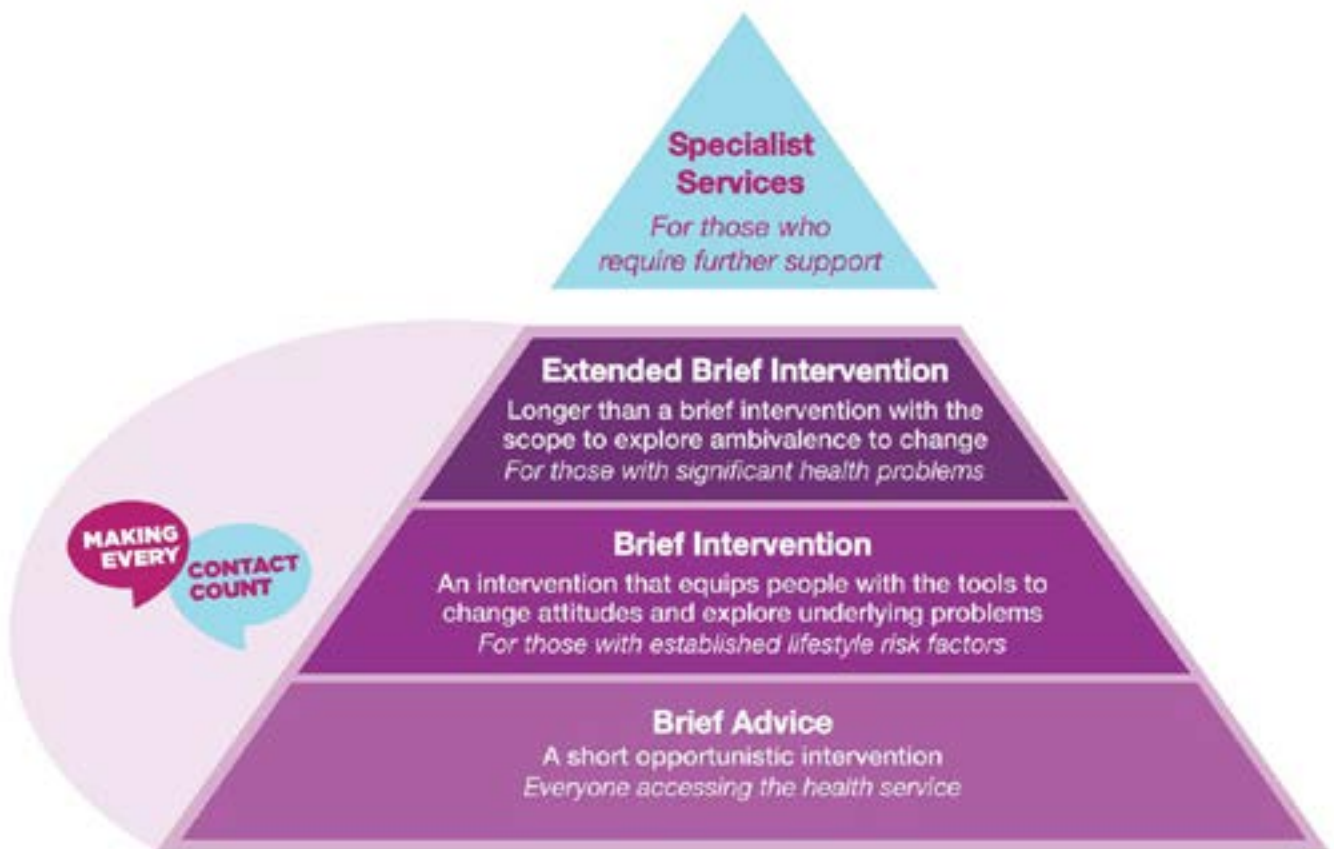 Specialist
Services
For those who
require further support
Extended Brief Intervention
Longer than a brief intervention with the
scope to explore ambivalence to change
For those with significant health problems
MAKING
EVERY
CONTACT
COUNT
Brief Intervention
An intervention that equips people with the tools to
change attitudes and explore underlying problems
For those with established lifestyle risk factors
Brief Advice
A short opportunistic intervention
Everyone accessing the health service